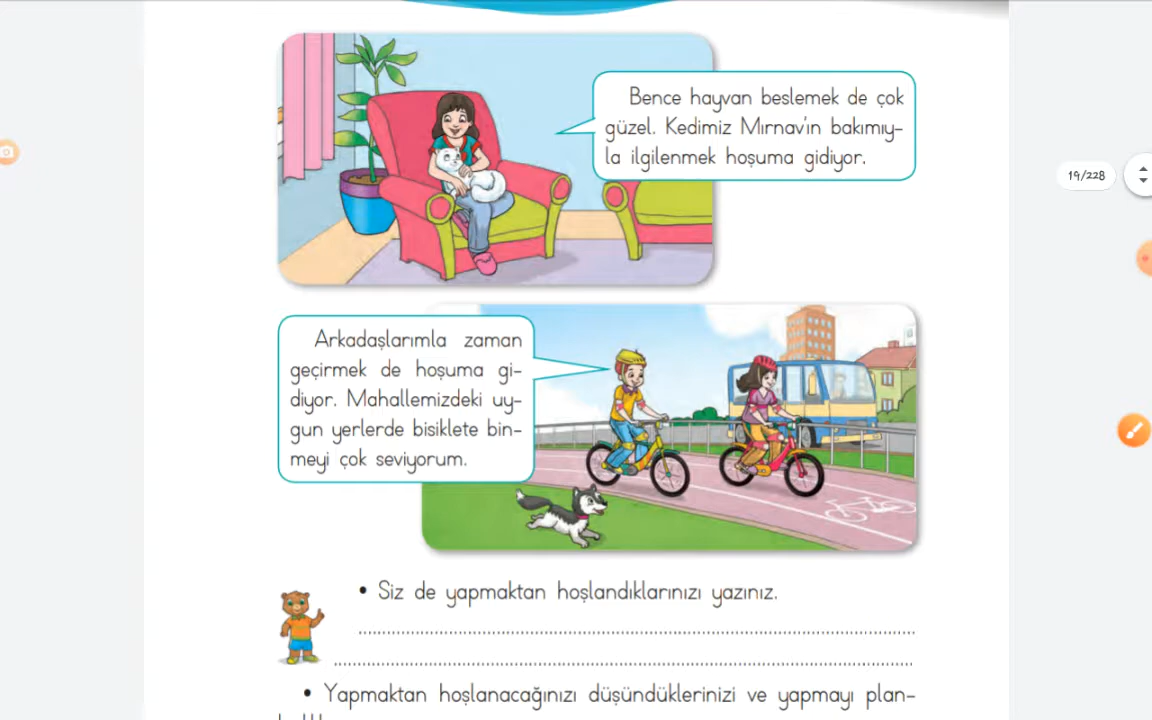 Bence hayvan beslemek de çok
güzel. Kedimiz Mırnav'ın bakımıy-
la ilgilenmek hoşuma gidiyor.
19/228
Arkadaşlarımla zaman
geçirmek de hoşuma gi-
diyor. Mahallemizdeki uy-
gun yerlerde bisiklete bin-
meyi çok seviyorum.
• Siz de yapmaktan hoşlandıklarınızı yazınız.
• Yapmaktan hoşlanacağınızı düşündüklerinizi ve yapmayı plan-